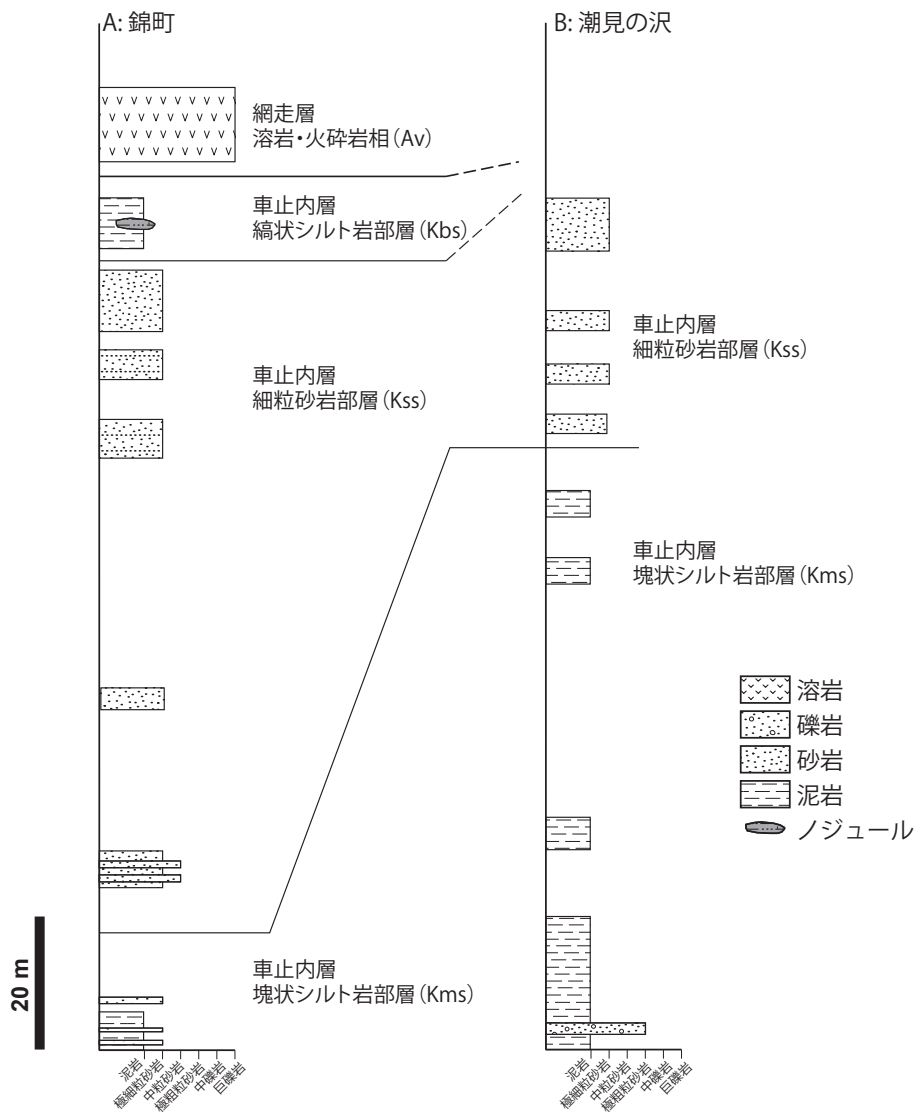 A: 錦町
網走層
溶岩・火砕岩相(Av)
車止内層
縞状シルト岩部層(Kbs)
車止内層
細粒砂岩部層(Kss)
車止内層
塊状シルト岩部層(Kms)
20 m
泥岩
極細粒砂岩
中粒砂岩
極粗粒砂岩
中礫岩
巨礫岩
B: 潮見の沢
車止内層
細粒砂岩部層(Kss)
車止内層
塊状シルト岩部層(Kms)
溶岩
礫岩
砂岩
泥岩
ノジュール
泥岩
極細粒砂岩
中粒砂岩
極粗粒砂岩
中礫岩
巨礫岩